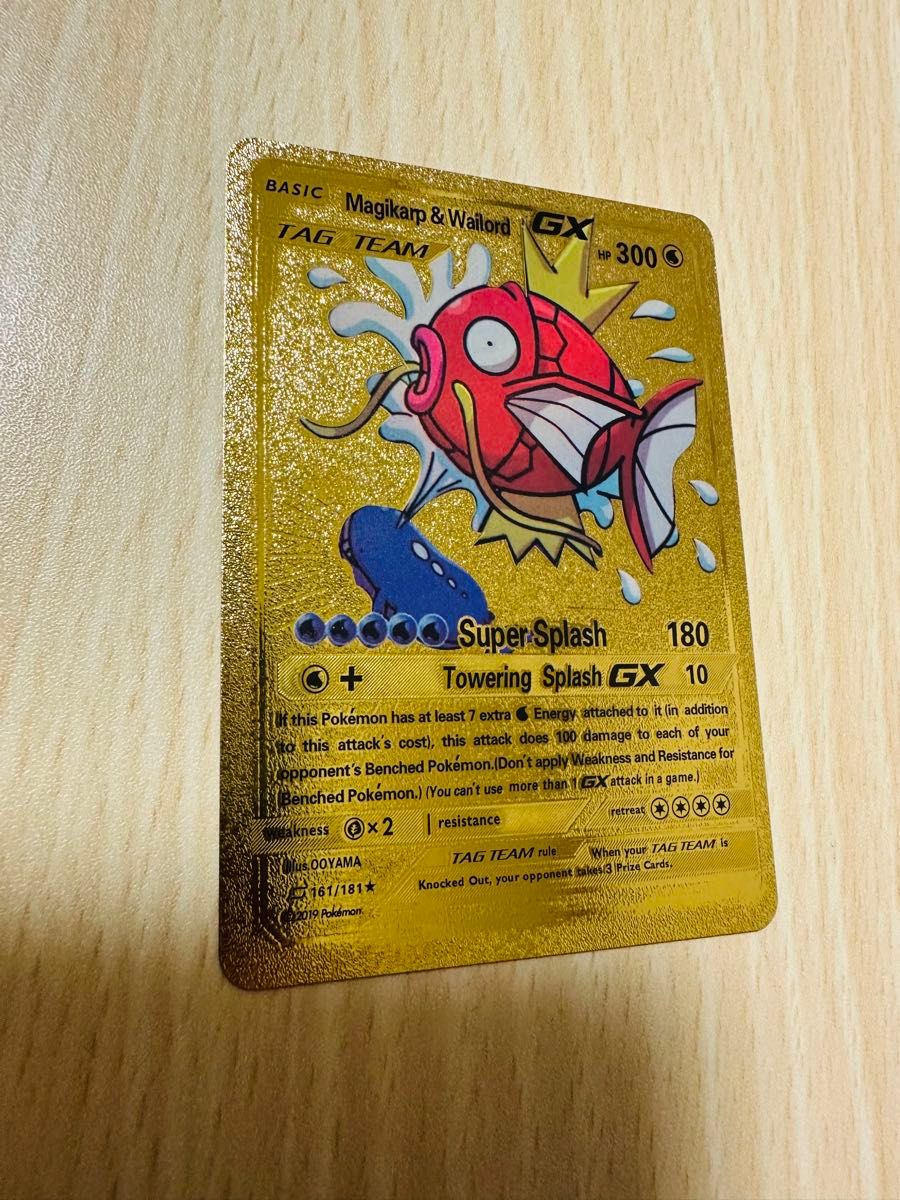 BASIC Magikarp & Wailord GX HP 300
TAG TEAM
Super Splash 180
+ Towering Splash GX 10
If this Pokémon has at least 7 extra Energy attached to it (in addition
to this attack's cost), this attack does 100 damage to each of your
opponent's Benched Pokémon.(Don't apply Weakness and Resistance for
Benched Pokémon.) (You can't use more than 1 GX attack in a game.)
weakness ×2 resistance retreat
Illus.OOYAMA TAG TEAM rule When your TAG TEAM is
161/181★ Knocked Out, your opponent takes 3 Prize Cards.
©2019 Pokémon